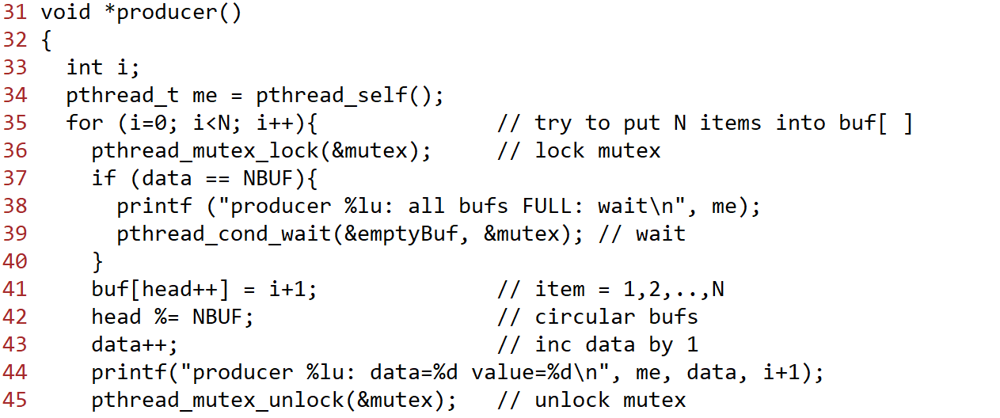 31 void *producer()
32 {
33   int i;
34   pthread_t me = pthread_self();
35   for (i=0; i<N; i++){              // try to put N items into buf[ ]
36     pthread_mutex_lock(&mutex);     // lock mutex
37     if (data == NBUF){
38       printf ("producer %lu: all bufs FULL: wait\n", me);
39       pthread_cond_wait(&emptyBuf, &mutex); // wait
40     }
41     buf[head++] = i+1;              // item = 1,2,..,N
42     head %= NBUF;                   // circular bufs
43     data++;                         // inc data by 1
44     printf("producer %lu: data=%d value=%d\n", me, data, i+1);
45     pthread_mutex_unlock(&mutex);   // unlock mutex